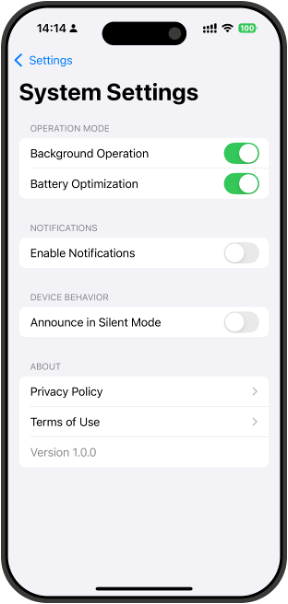 14:14
100
Settings
System Settings
OPERATION MODE
Background Operation
Battery Optimization
NOTIFICATIONS
Enable Notifications
DEVICE BEHAVIOR
Announce in Silent Mode
ABOUT
Privacy Policy
Terms of Use
Version 1.0.0